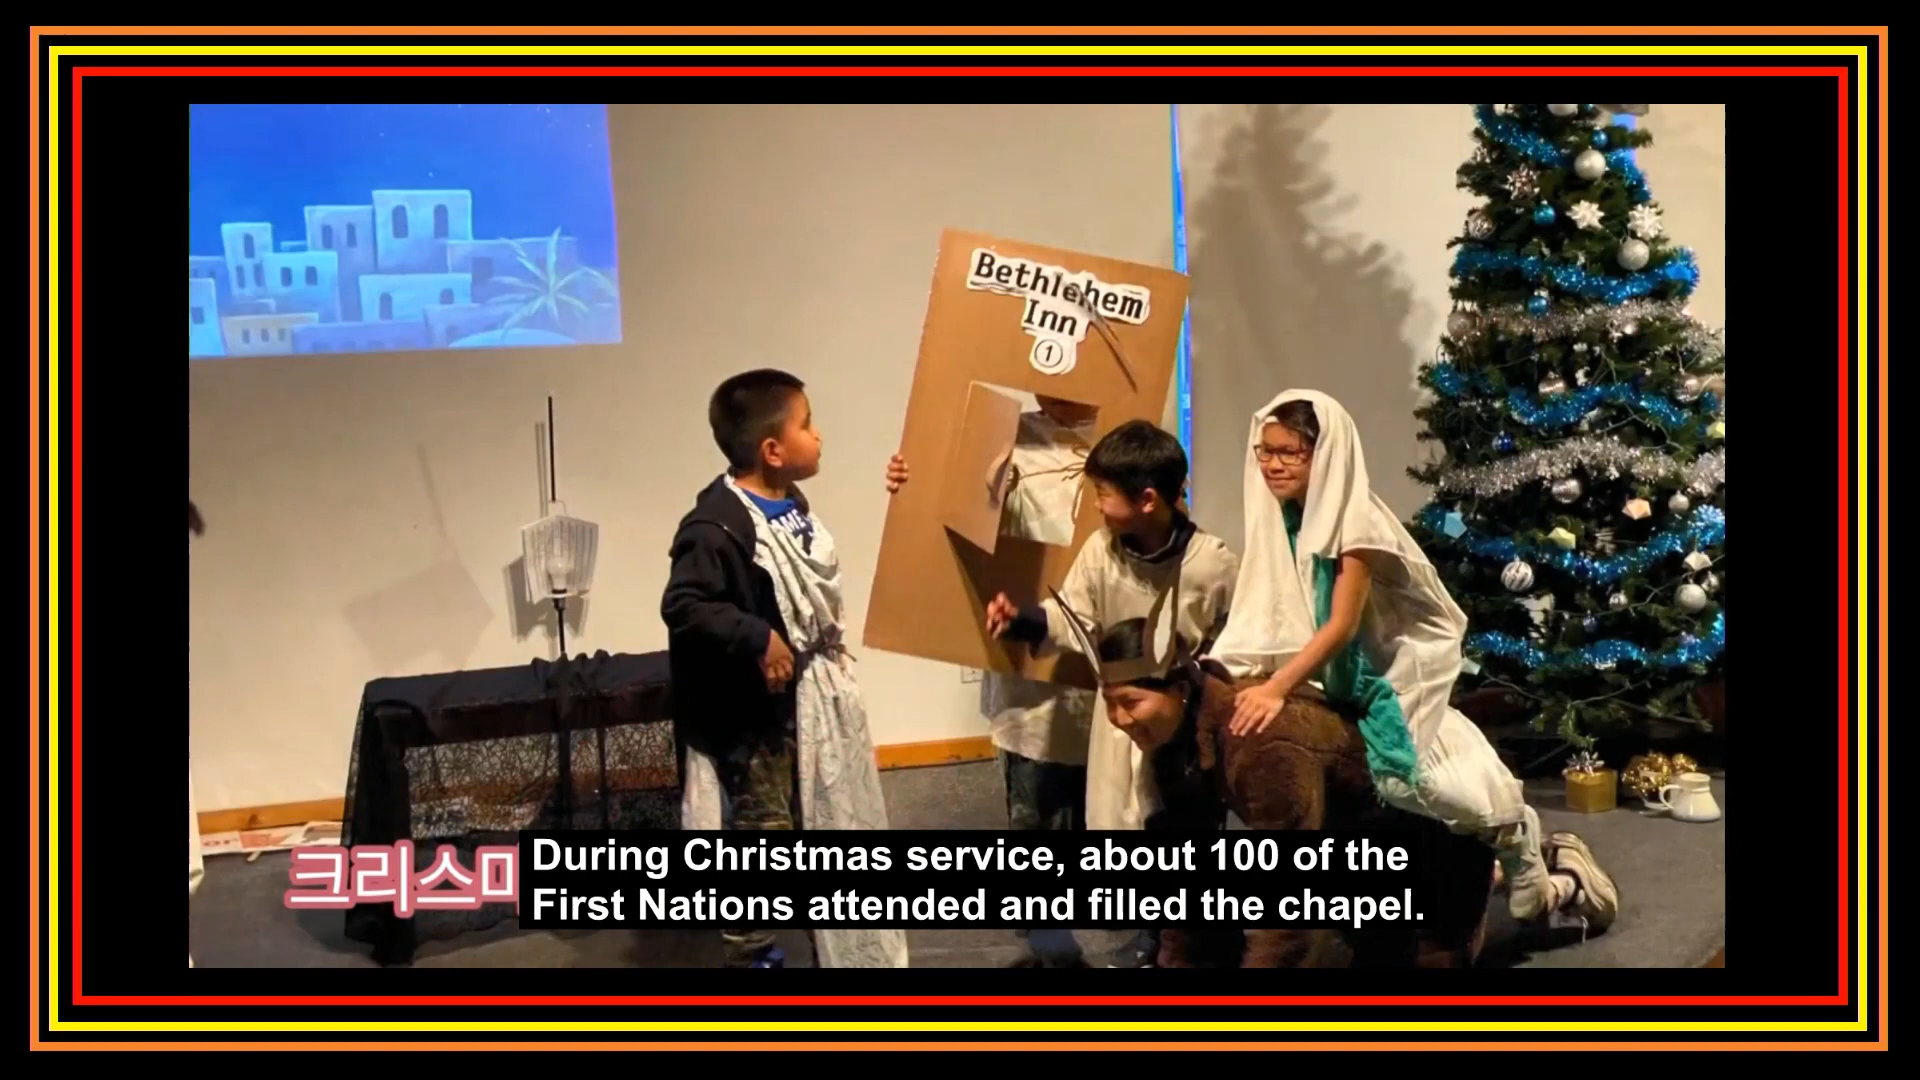 Bethlehem
Inn
①
크리스마
During Christmas service, about 100 of the
First Nations attended and filled the chapel.